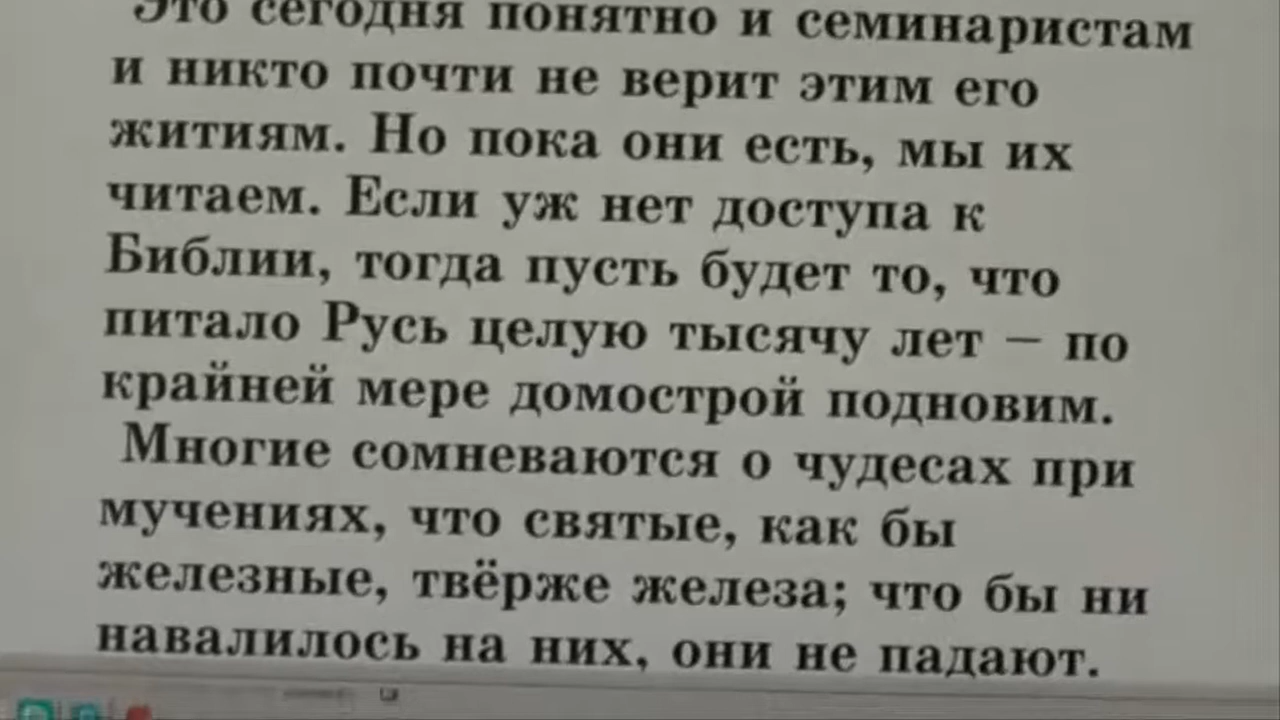 Это сегодня понятно и семинаристам
и никто почти не верит этим его
житиям. Но пока они есть, мы их
читаем. Если уж нет доступа к
Библии, тогда пусть будет то, что
питало Русь целую тысячу лет – по
крайней мере домострой подновим.
Многие сомневаются о чудесах при
мучениях, что святые, как бы
железные, твёрже железа; что бы ни
навалилось на них, они не падают.